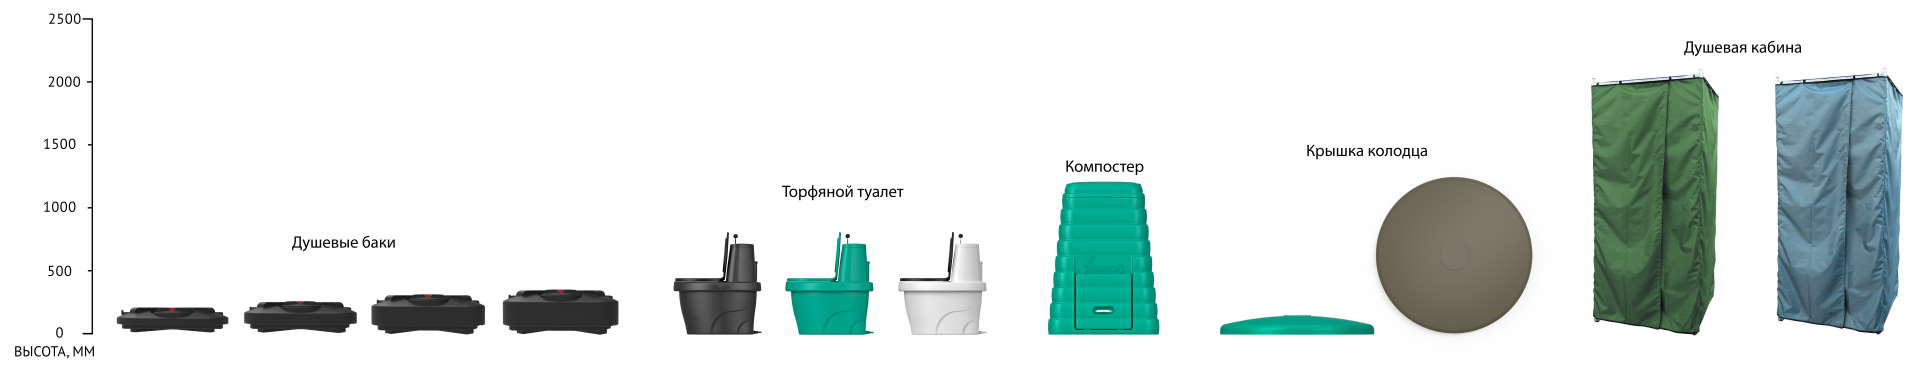 2500
2000
1500
1000
500
0
ВЫСОТА, ММ
Душевые баки
Торфяной туалет
Компостер
Крышка колодца
Душевая кабина